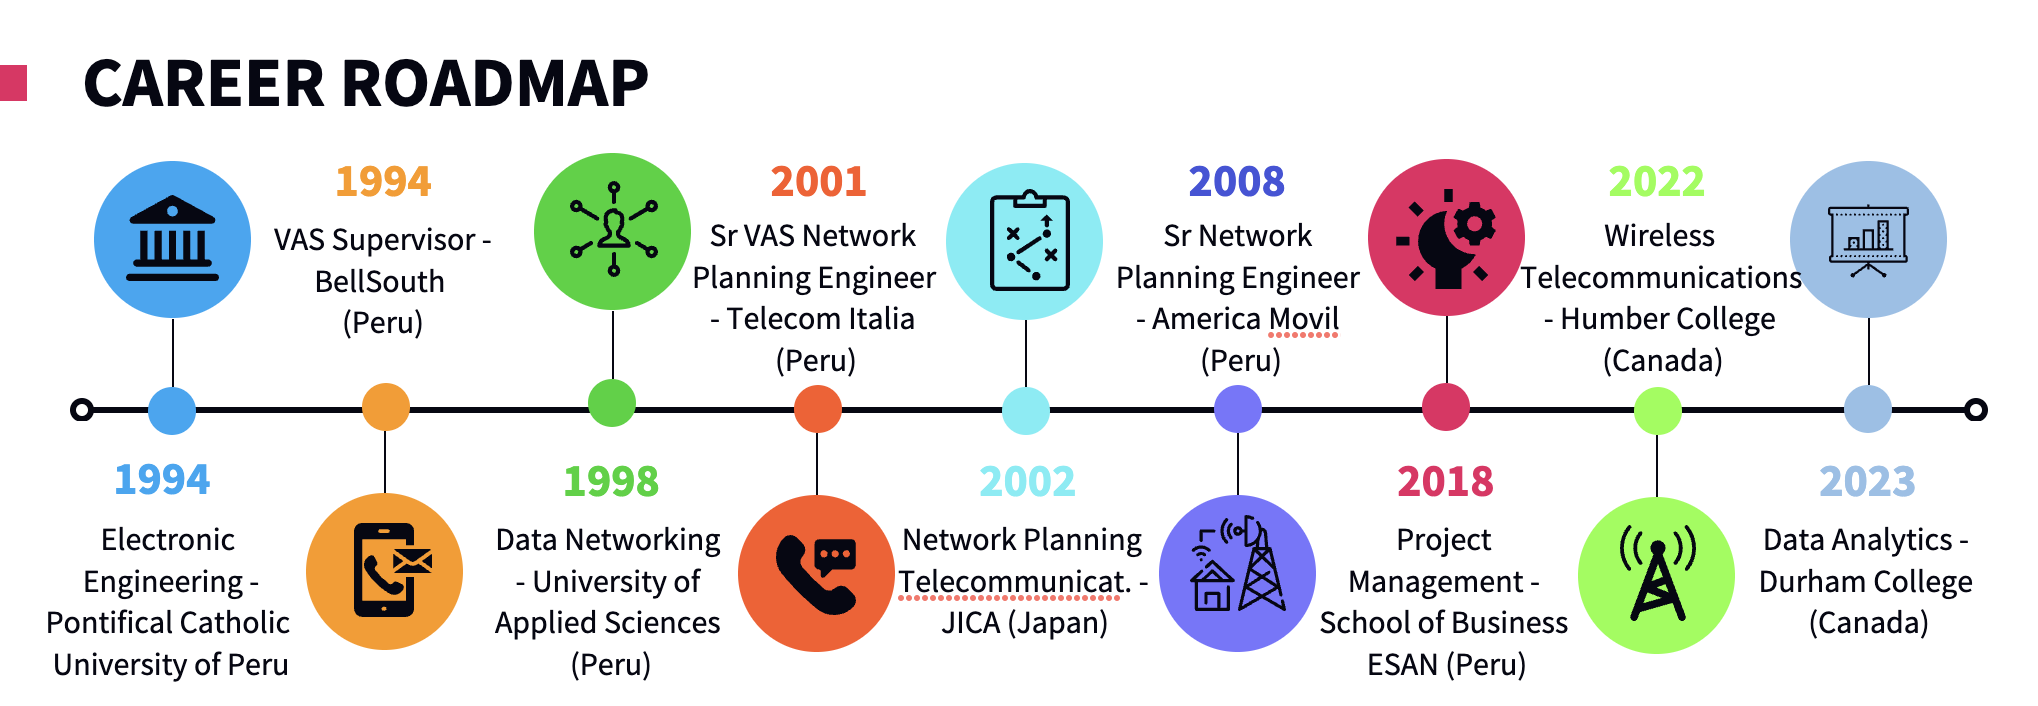 CAREER ROADMAP
1994
Electronic
Engineering -
Pontifical Catholic
University of Peru
1994
VAS Supervisor -
BellSouth
(Peru)
1998
Data Networking
- University of
Applied Sciences
(Peru)
2001
Sr VAS Network
Planning Engineer
- Telecom Italia
(Peru)
2002
Network Planning
Telecommunicat. -
JICA (Japan)
2008
Sr Network
Planning Engineer
- America Movil
(Peru)
2018
Project
Management -
School of Business
ESAN (Peru)
2022
Wireless
Telecommunications
- Humber College
(Canada)
2023
Data Analytics -
Durham College
(Canada)